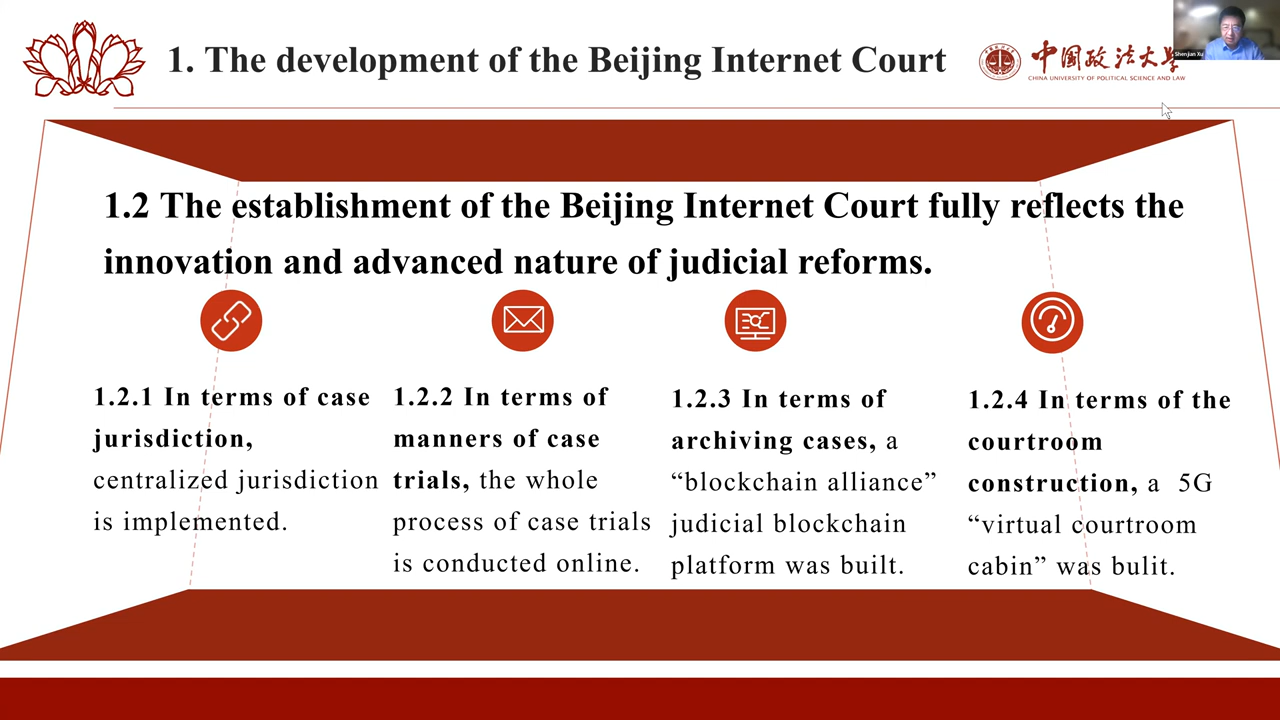 1. The development of the Beijing Internet Court
中国政法大学
CHINA UNIVERSITY OF POLITICAL SCIENCE AND LAW
Shenjian Xu
1.2 The establishment of the Beijing Internet Court fully reflects the
innovation and advanced nature of judicial reforms.
1.2.1 In terms of case
jurisdiction,
centralized jurisdiction
is implemented.
1.2.2 In terms of
manners of case
trials, the whole
process of case trials
is conducted online.
1.2.3 In terms of
archiving cases, a
“blockchain alliance”
judicial blockchain
platform was built.
1.2.4 In terms of the
courtroom
construction, a 5G
“virtual courtroom
cabin” was bulit.